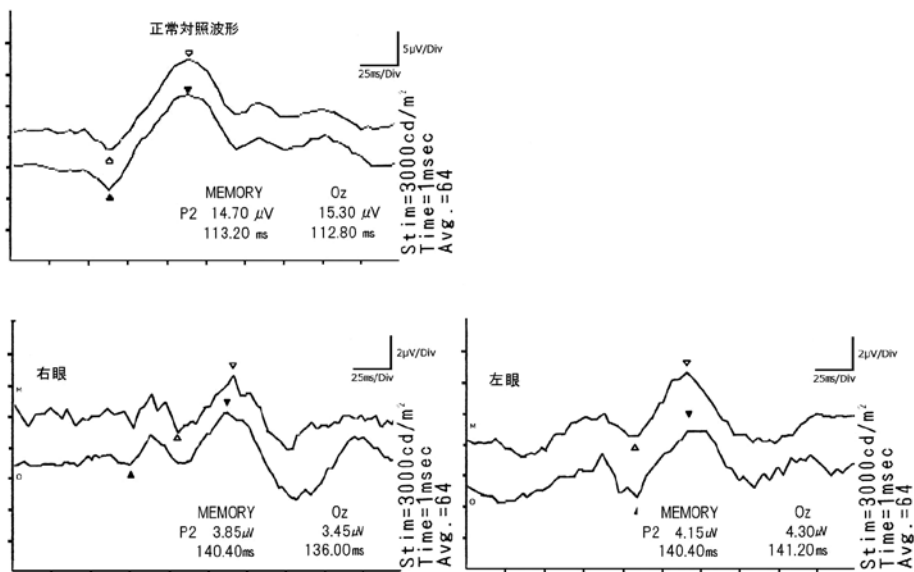 正常対照波形
5μV/Div
25ms/Div
MEMORY Oz
P2 14.70 μV 15.30 μV
113.20 ms 112.80 ms
Stim=3000cd/m²
Time=1msec
Avg.=64
右眼
2μV/Div
25ms/Div
M
O
MEMORY Oz
P2 3.85μV 3.45μV
140.40ms 136.00ms
Stim=3000cd/m²
Time=1msec
Avg.=64
左眼
2μV/Div
25ms/Div
M
O
MEMORY Oz
P2 4.15μV 4.30μV
140.40ms 141.20ms
Stim=3000cd/m²
Time=1msec
Avg.=64